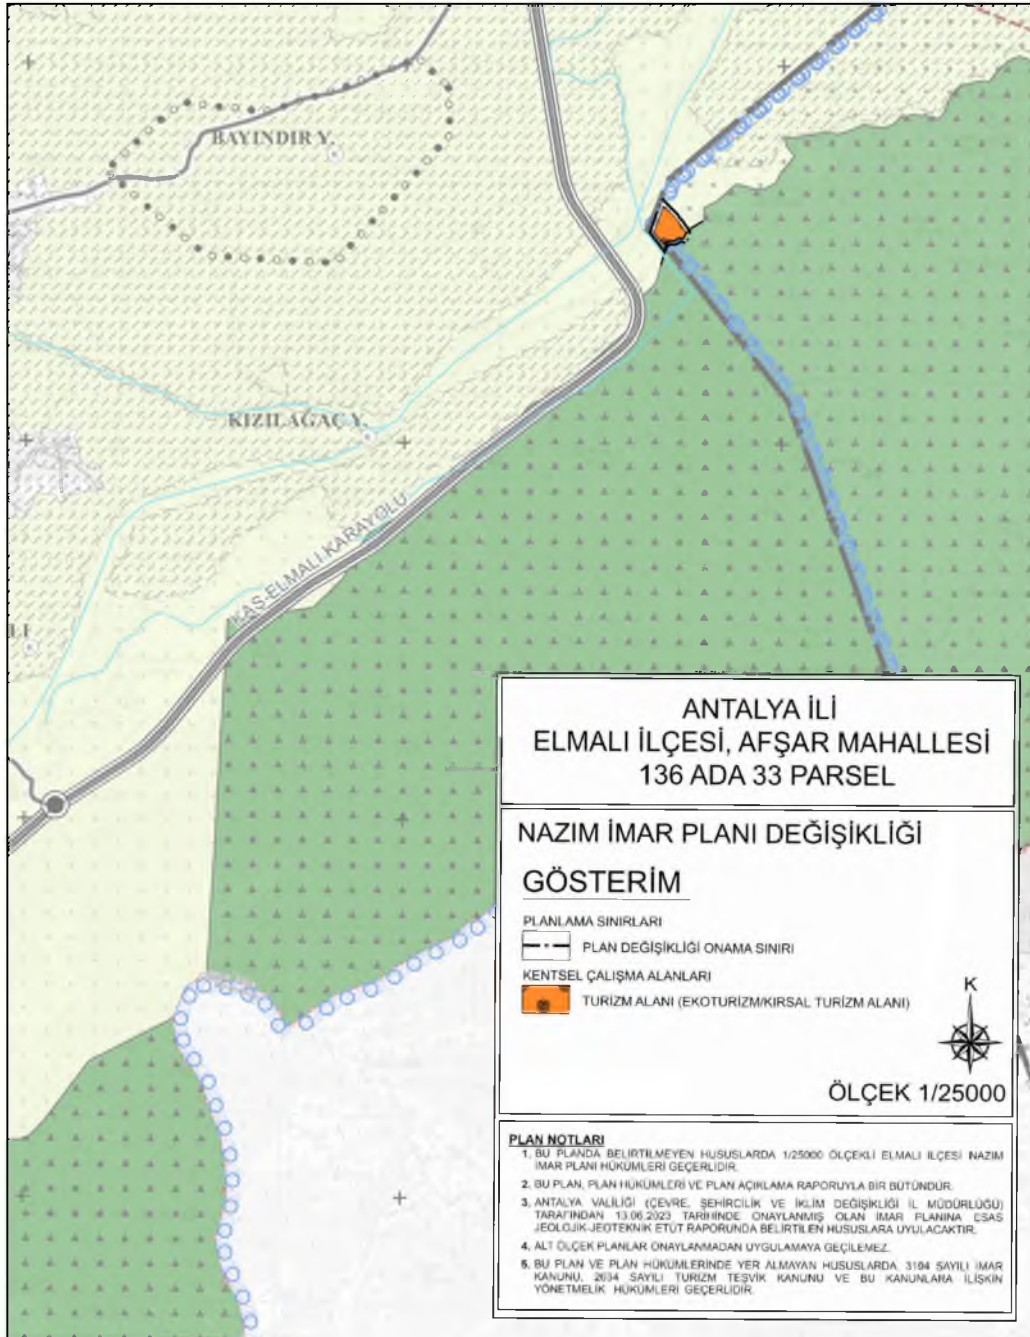 BAYINDIR Y.
KIZILAĞAÇ Y.
KAŞ-ELMALI KARAYOLU
LI
ANTALYA İLİ
ELMALI İLÇESİ, AFŞAR MAHALLESİ
136 ADA 33 PARSEL
NAZIM İMAR PLANI DEĞİŞİKLİĞİ
GÖSTERİM
PLANLAMA SINIRLARI
PLAN DEĞİŞİKLİĞİ ONAMA SINIRI
KENTSEL ÇALIŞMA ALANLARI
TURİZM ALANI (EKOTURİZM/KIRSAL TURİZM ALANI)
K
ÖLÇEK 1/25000
PLAN NOTLARI
1. BU PLANDA BELİRTİLMEYEN HUSUSLARDA 1/25000 ÖLÇEKLİ ELMALI İLÇESİ NAZIM
İMAR PLANI HÜKÜMLERİ GEÇERLİDİR.
2. BU PLAN, PLAN HÜKÜMLERİ VE PLAN AÇIKLAMA RAPORUYLA BİR BÜTÜNDÜR.
3. ANTALYA VALİLİĞİ (ÇEVRE, ŞEHİRCİLİK VE İKLİM DEĞİŞİKLİĞİ İL MÜDÜRLÜĞÜ)
TARAFINDAN 13.06.2023 TARİHİNDE ONAYLANMIŞ OLAN İMAR PLANINA ESAS
JEOLOJİK-JEOTEKNİK ETÜT RAPORUNDA BELİRTİLEN HUSUSLARA UYULACAKTIR.
4. ALT ÖLÇEK PLANLAR ONAYLANMADAN UYGULAMAYA GEÇİLEMEZ.
5. BU PLAN VE PLAN HÜKÜMLERİNDE YER ALMAYAN HUSUSLARDA, 3194 SAYILI İMAR
KANUNU, 2634 SAYILI TURİZM TEŞVİK KANUNU VE BU KANUNLARA İLİŞKİN
YÖNETMELİK HÜKÜMLERİ GEÇERLİDİR.